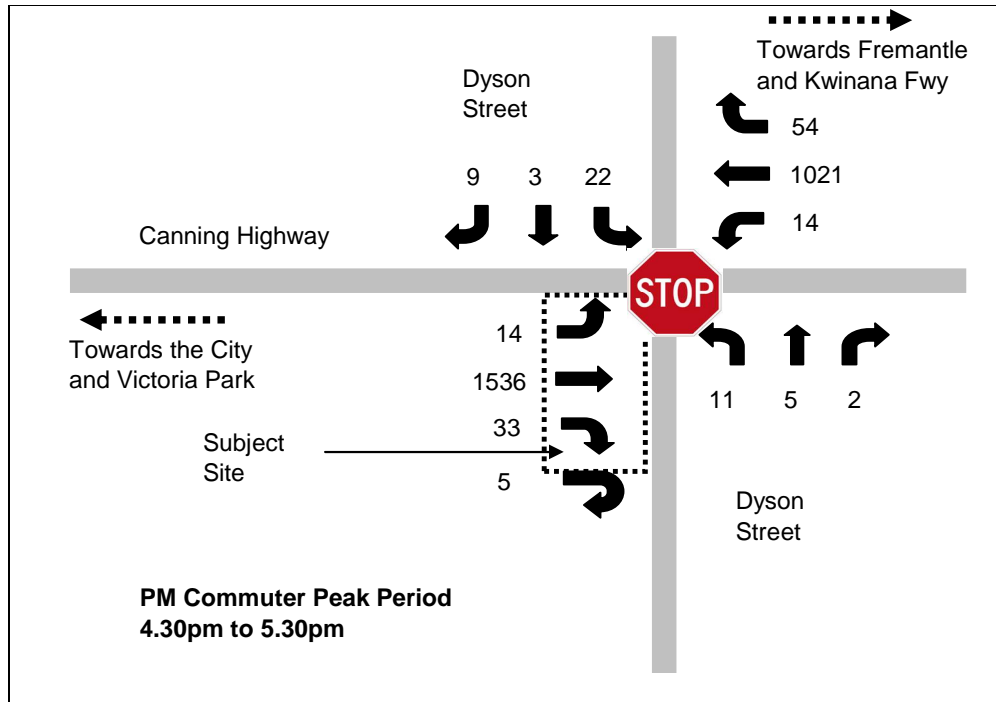 Towards Fremantle
and Kwinana Fwy
Dyson
Street
54
9 3 22
1021
14
Canning Highway
STOP
14
Towards the City
and Victoria Park
1536
11 5 2
33
Subject
Site
5
Dyson
Street
PM Commuter Peak Period
4.30pm to 5.30pm